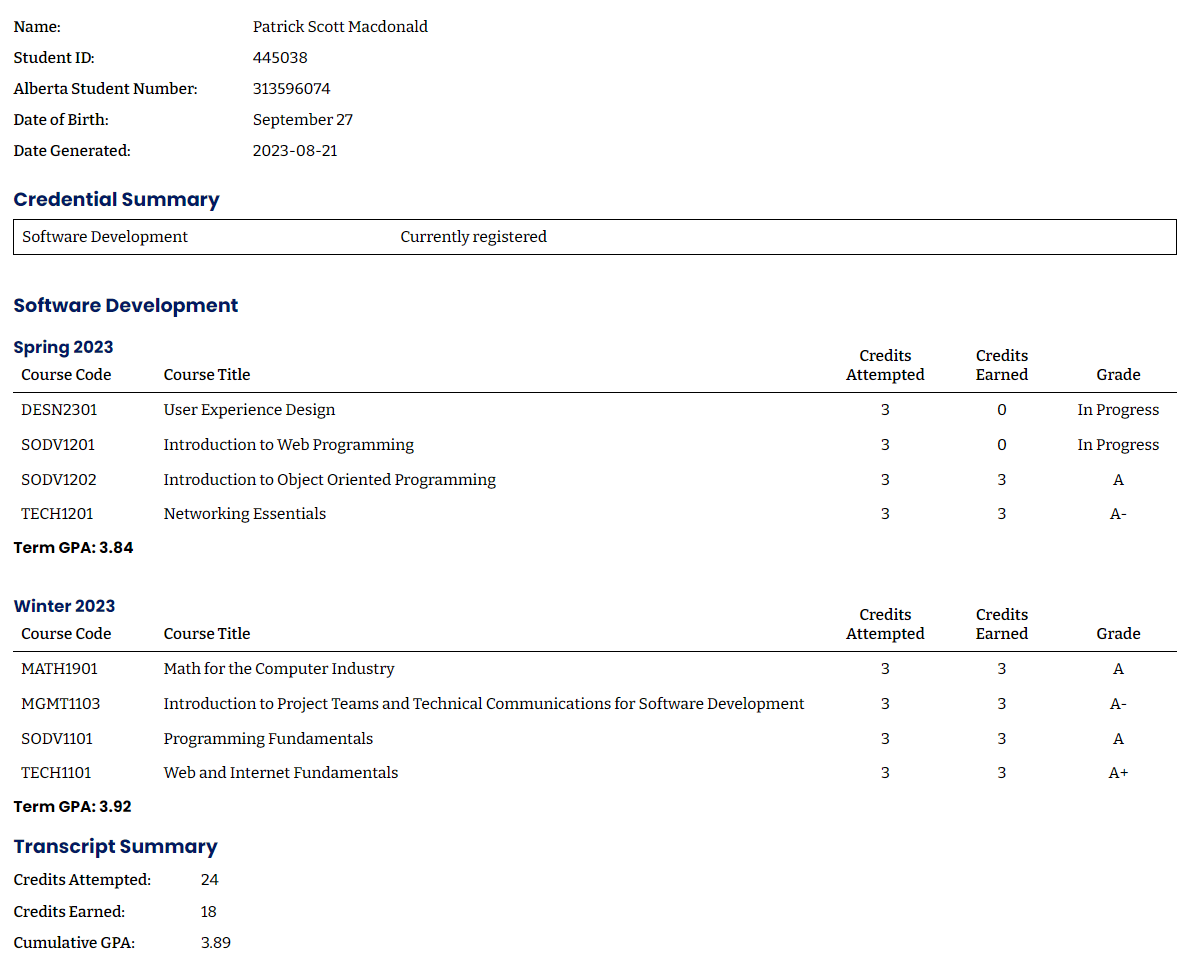 Name: Patrick Scott Macdonald
Student ID: 445038
Alberta Student Number: 313596074
Date of Birth: September 27
Date Generated: 2023-08-21
Credential Summary
Software Development Currently registered
Software Development
Spring 2023
Course Code Course Title Credits Attempted Credits Earned Grade
DESN2301 User Experience Design 3 0 In Progress
SODV1201 Introduction to Web Programming 3 0 In Progress
SODV1202 Introduction to Object Oriented Programming 3 3 A
TECH1201 Networking Essentials 3 3 A-
Term GPA: 3.84
Winter 2023
Course Code Course Title Credits Attempted Credits Earned Grade
MATH1901 Math for the Computer Industry 3 3 A
MGMT1103 Introduction to Project Teams and Technical Communications for Software Development 3 3 A-
SODV1101 Programming Fundamentals 3 3 A
TECH1101 Web and Internet Fundamentals 3 3 A+
Term GPA: 3.92
Transcript Summary
Credits Attempted: 24
Credits Earned: 18
Cumulative GPA: 3.89